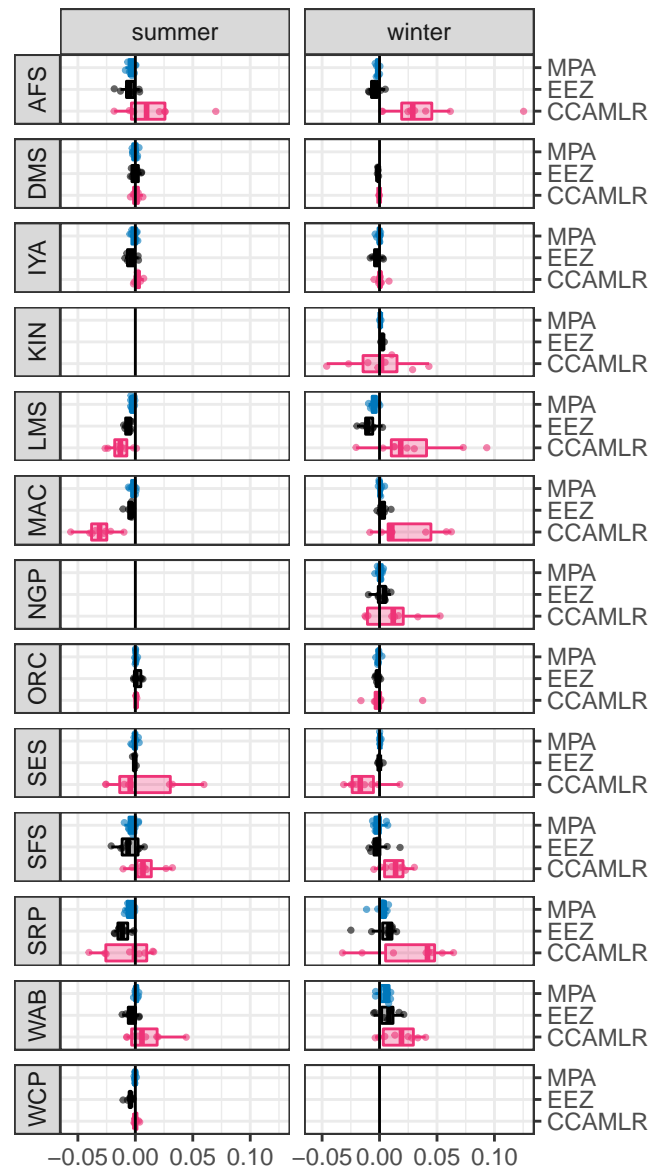 summer winter
AFS
MPA
EEZ
CCAMLR
DMS
MPA
EEZ
CCAMLR
IYA
MPA
EEZ
CCAMLR
KIN
MPA
EEZ
CCAMLR
LMS
MPA
EEZ
CCAMLR
MAC
MPA
EEZ
CCAMLR
NGP
MPA
EEZ
CCAMLR
ORC
MPA
EEZ
CCAMLR
SES
MPA
EEZ
CCAMLR
SFS
MPA
EEZ
CCAMLR
SRP
MPA
EEZ
CCAMLR
WAB
MPA
EEZ
CCAMLR
WCP
MPA
EEZ
CCAMLR
−0.05 0.00 0.05 0.10 −0.05 0.00 0.05 0.10